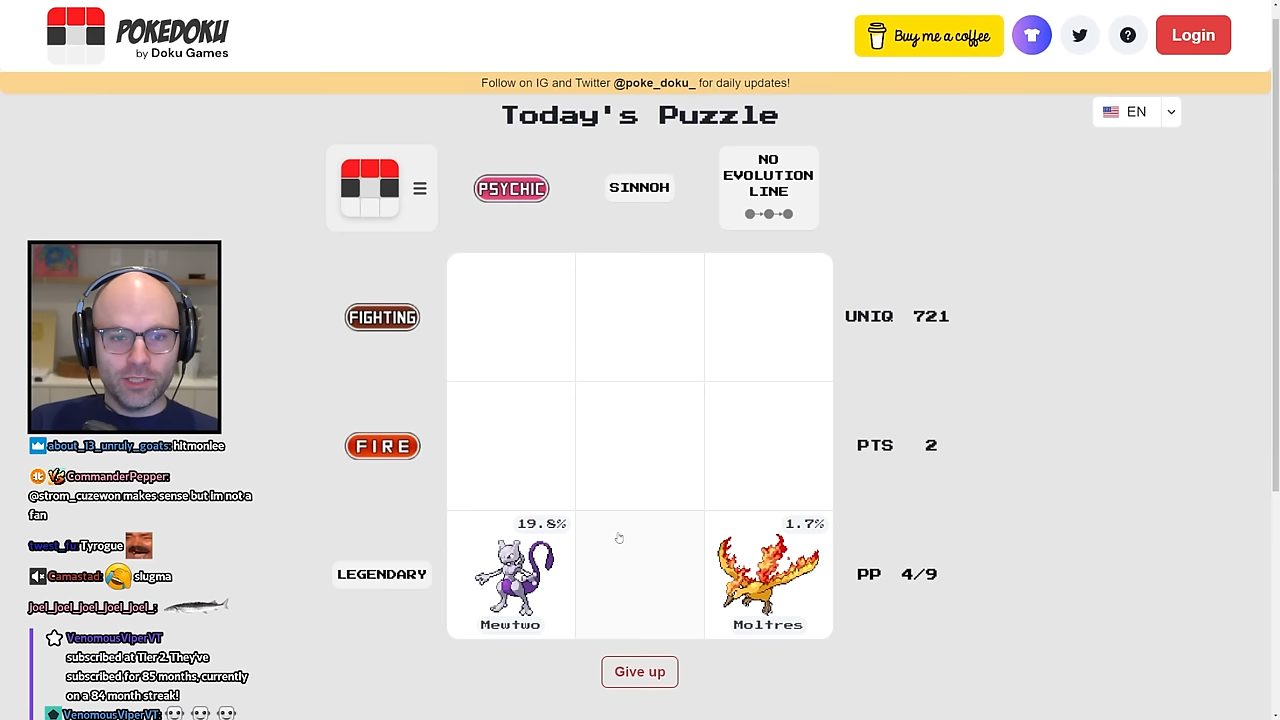 POKEDOKU
by Doku Games
Buy me a coffee
Login
Follow on IG and Twitter @poke_doku_ for daily updates!
Today's Puzzle
EN
PSYCHIC
SINNOH
NO
EVOLUTION
LINE
FIGHTING
UNIQ 721
FIRE
PTS 2
19.8%
1.7%
LEGENDARY
PP 4/9
Mewtwo
Moltres
Give up
about_13_unruly_goats: hitmonlee
CommanderPepper:
@strom_cuzewon makes sense but Im not a
fan
twest_fu: Tyrogue
Camastad: slugma
joel_joel_joel_joel_joel_:
VenomousViperVT
subscribed at Tier 2. They've
subscribed for 85 months, currently
on a 84 month streak!
VenomousViperVT: